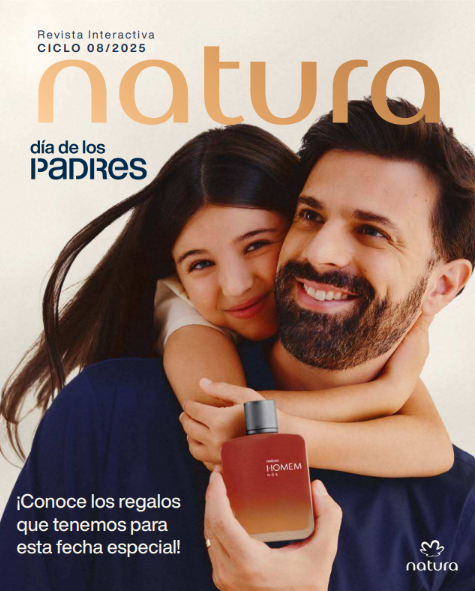 Revista Interactiva
CICLO 08/2025
natura
día de los
PADRES
natura
HOMEM
¡Conoce los regalos
que tenemos para
esta fecha especial!
natura